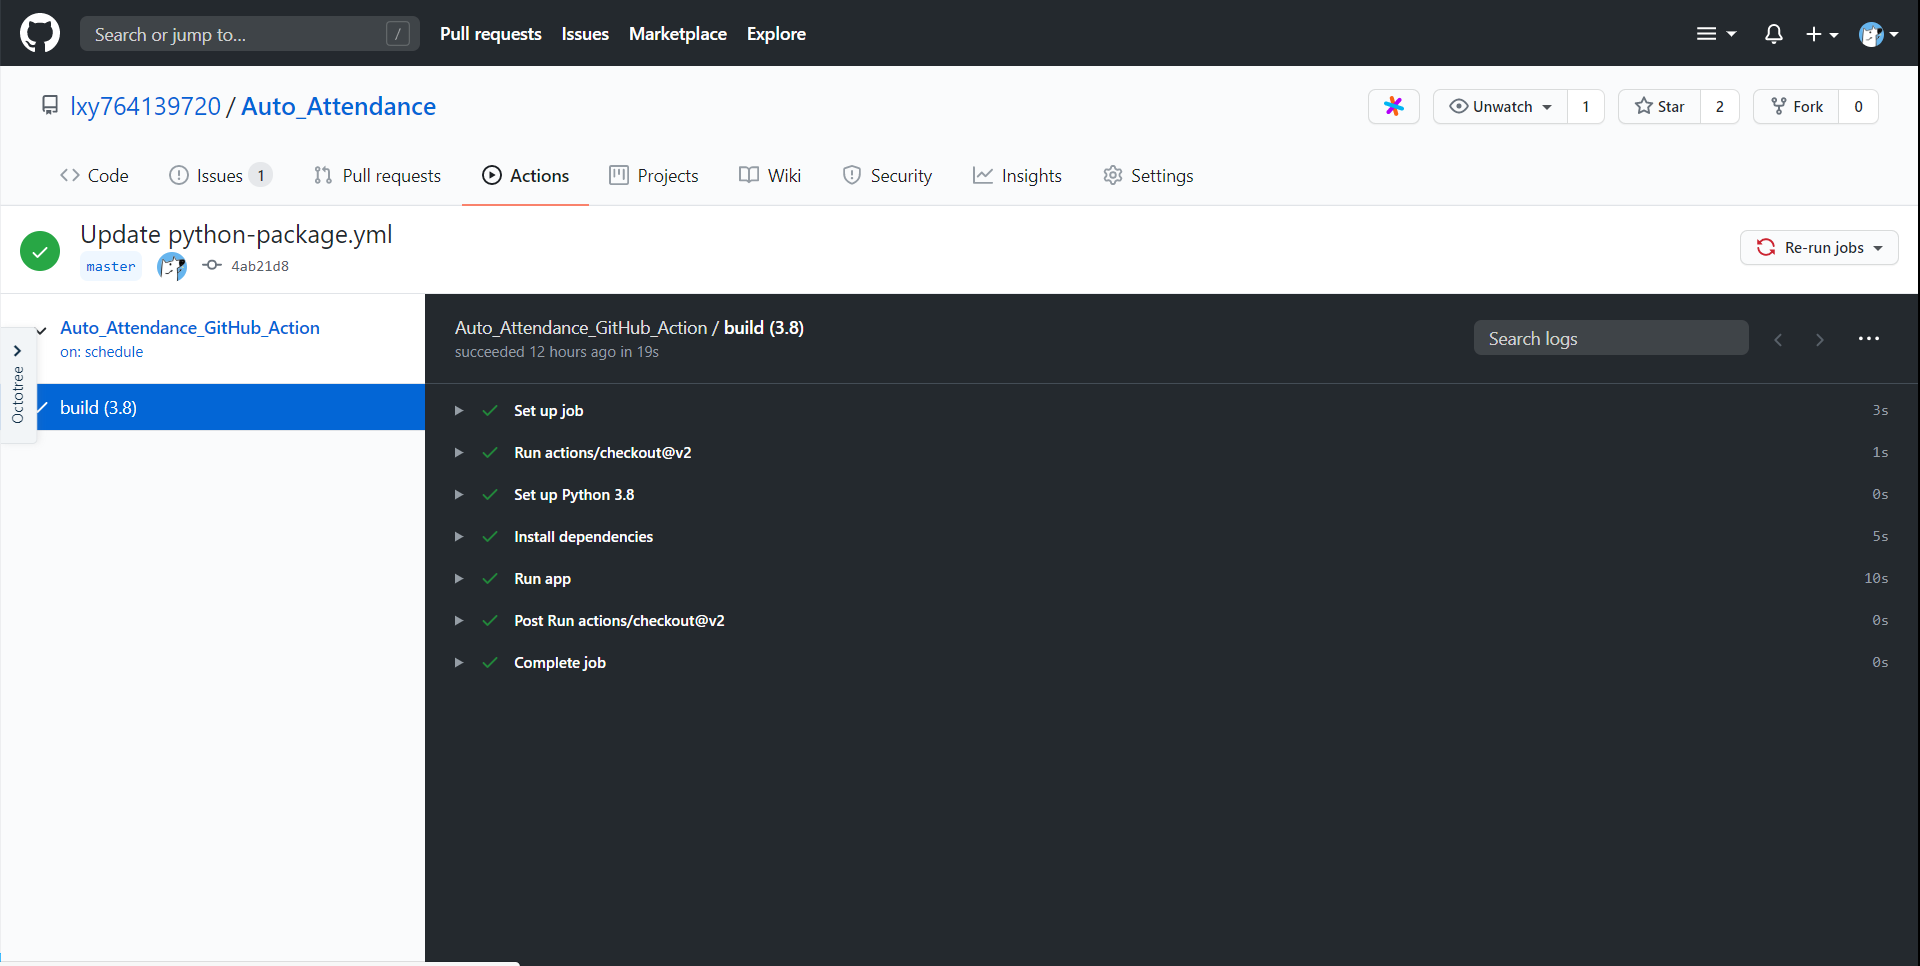 Search or jump to... / Pull requests Issues Marketplace Explore
lxy764139720 / Auto_Attendance Unwatch 1 Star 2 Fork 0
Code Issues 1 Pull requests Actions Projects Wiki Security Insights Settings
Update python-package.yml
master 4ab21d8 Re-run jobs
Auto_Attendance_GitHub_Action
on: schedule
Octotree
build (3.8)
Auto_Attendance_GitHub_Action / build (3.8)
succeeded 12 hours ago in 19s
Search logs
Set up job 3s
Run actions/checkout@v2 1s
Set up Python 3.8 0s
Install dependencies 5s
Run app 10s
Post Run actions/checkout@v2 0s
Complete job 0s